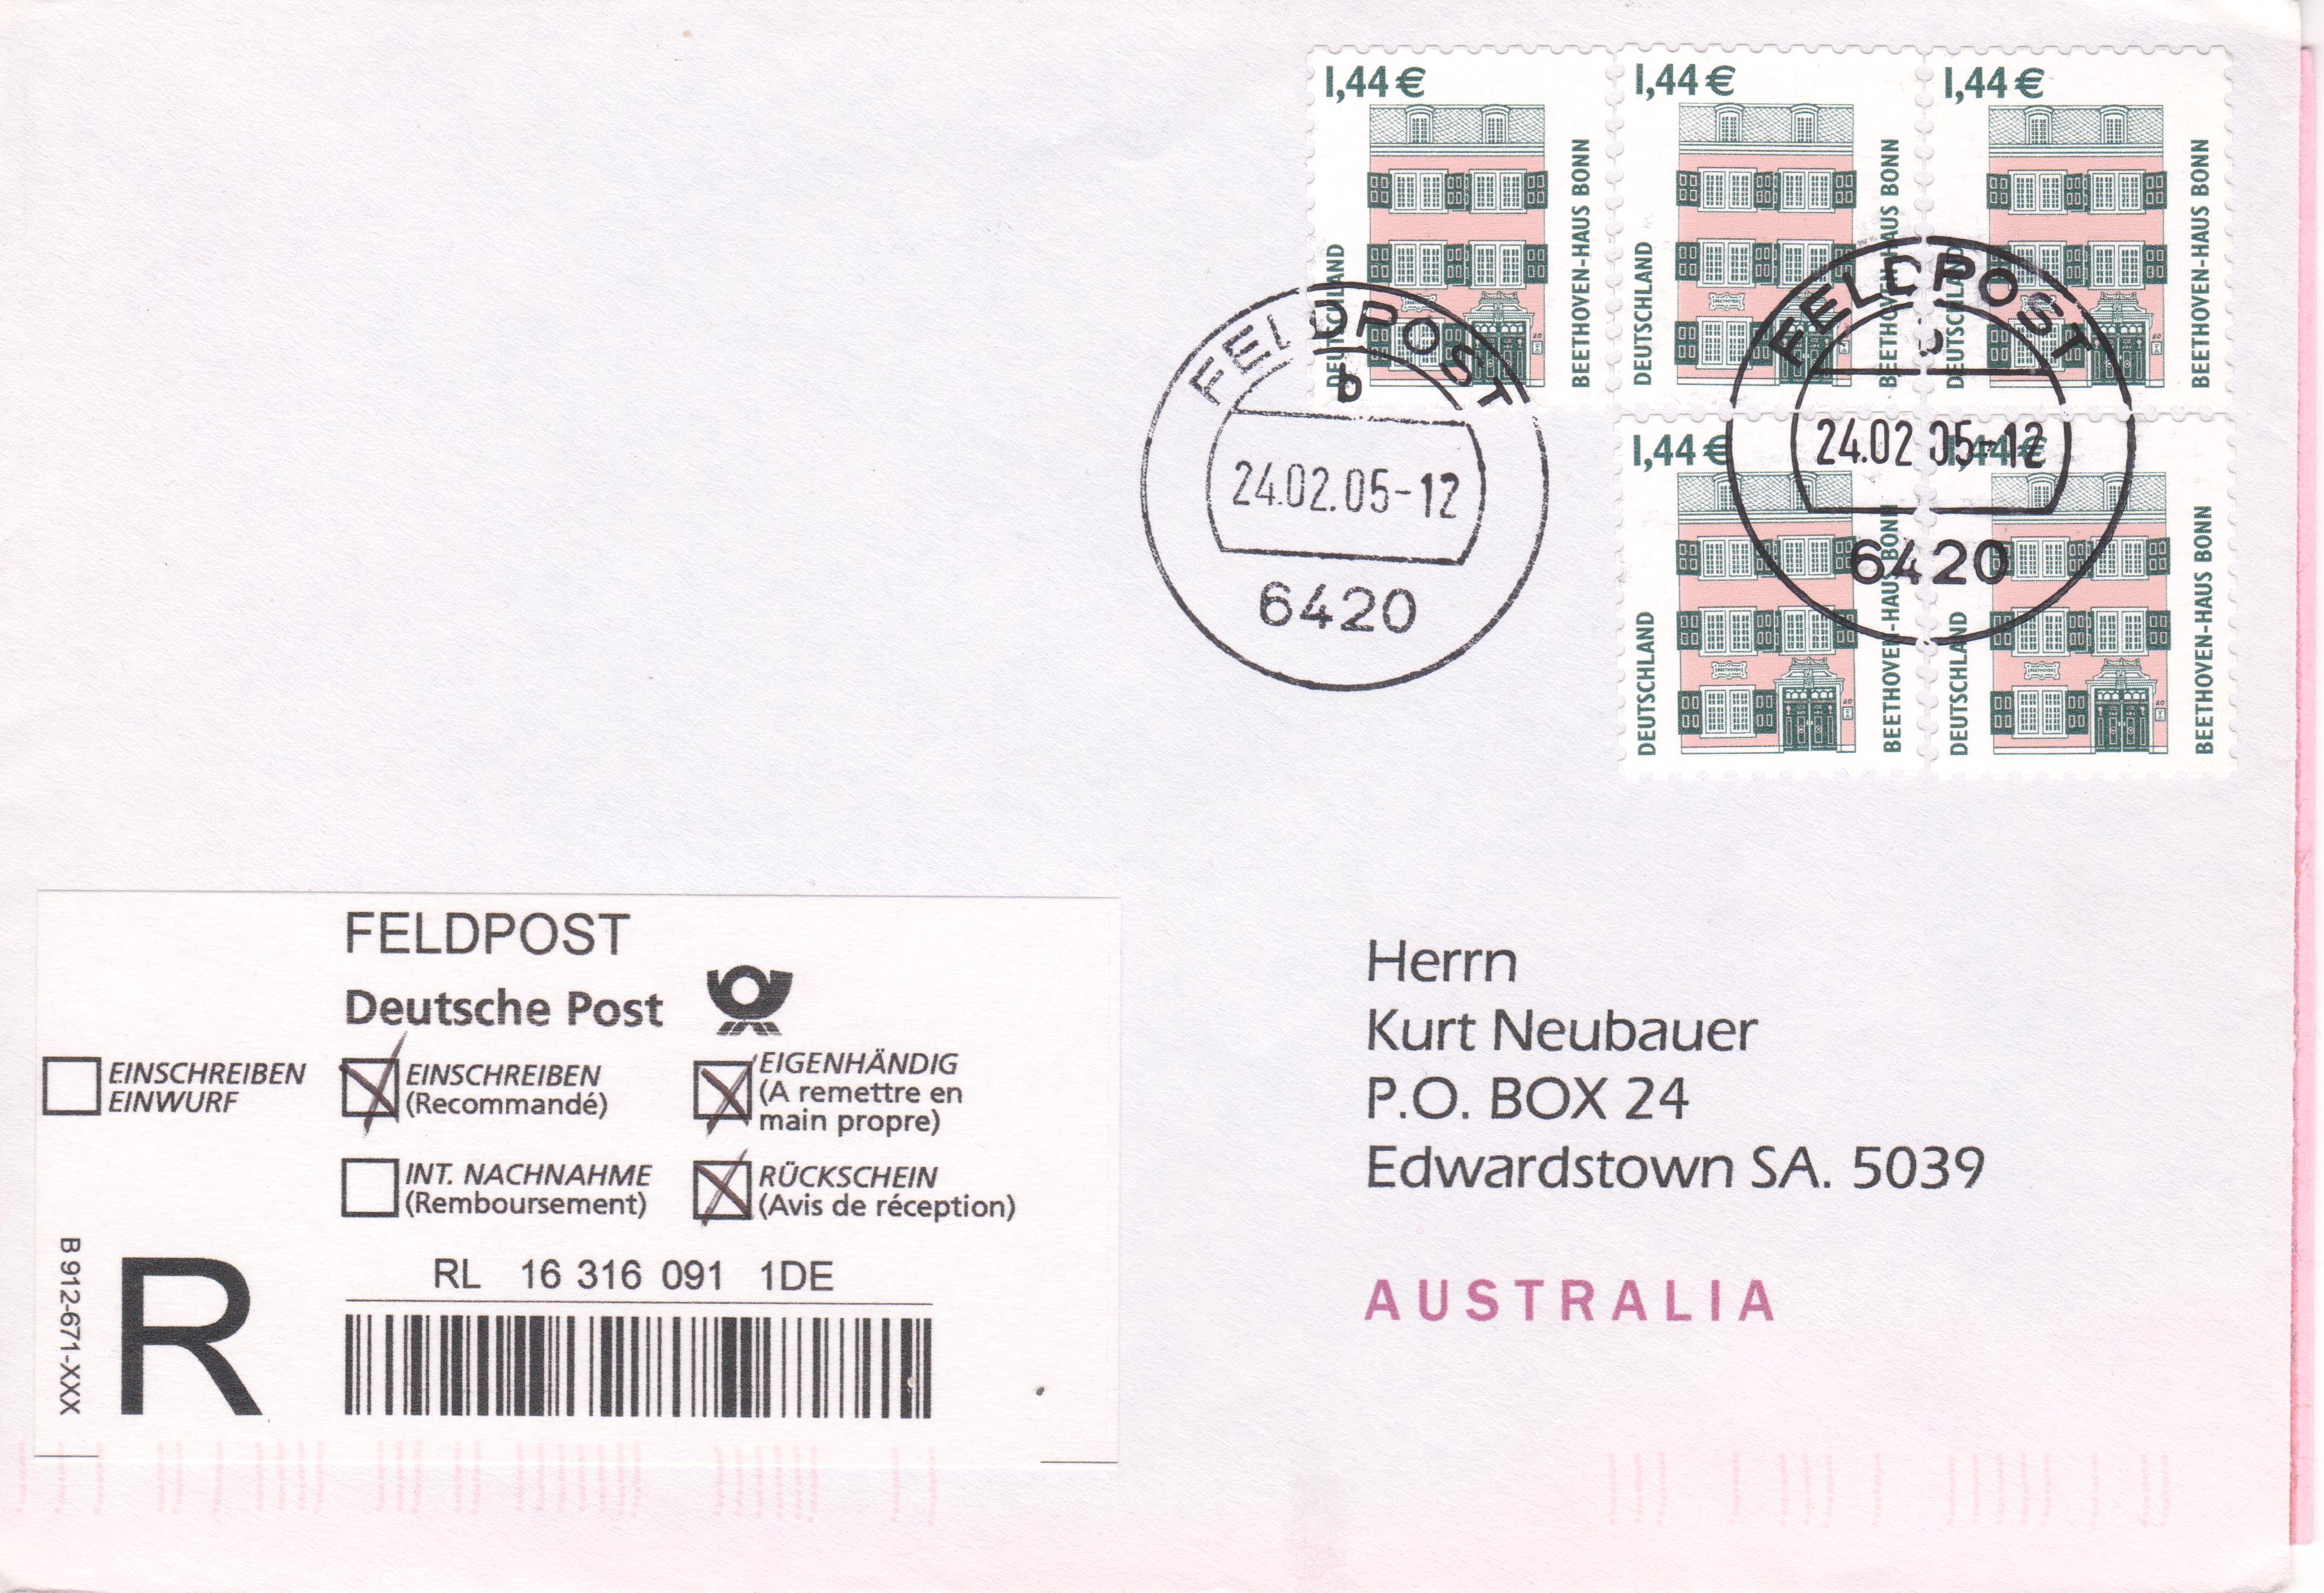 1,44 €
DEUTSCHLAND
BEETHOVEN-HAUS BONN
1,44 €
DEUTSCHLAND
BEETHOVEN-HAUS BONN
1,44 €
DEUTSCHLAND
BEETHOVEN-HAUS BONN
1,44 €
DEUTSCHLAND
BEETHOVEN-HAUS BONN
1,44 €
DEUTSCHLAND
BEETHOVEN-HAUS BONN
FELDPOST
b
24.02.05-12
6420
FELDPOST
b
24.02.05-12
6420
FELDPOST
Deutsche Post
EINSCHREIBEN
EINWURF
EINSCHREIBEN
(Recommandé)
EIGENHÄNDIG
(A remettre en
main propre)
INT. NACHNAHME
(Remboursement)
RÜCKSCHEIN
(Avis de réception)
B 912-671-XXX
R
RL 16 316 091 1DE
Herrn
Kurt Neubauer
P.O. BOX 24
Edwardstown SA. 5039
AUSTRALIA